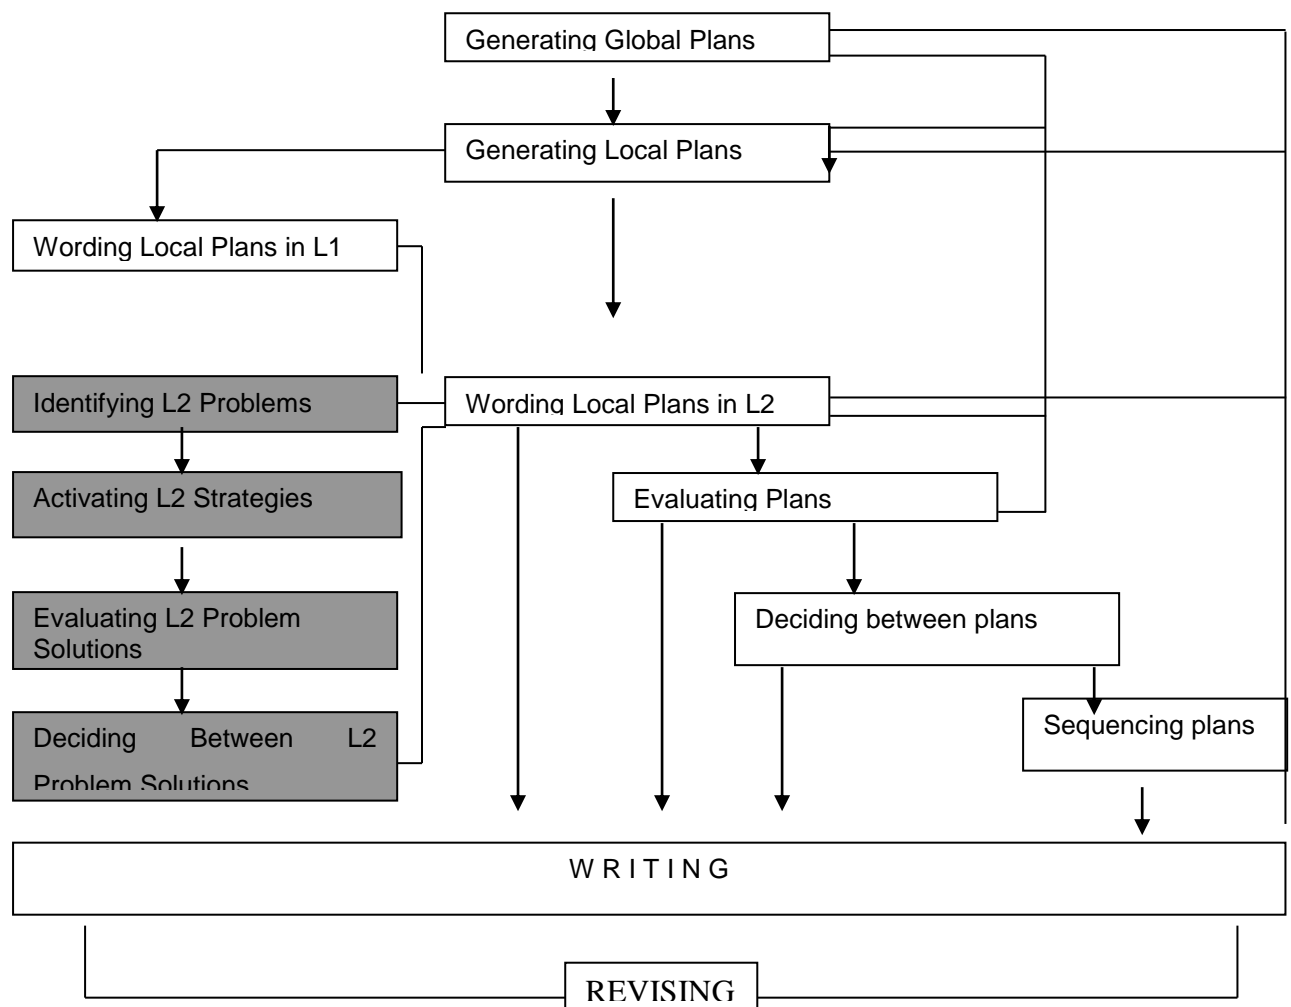 Generating Global Plans
Generating Local Plans
Wording Local Plans in L1
Identifying L2 Problems
Wording Local Plans in L2
Activating L2 Strategies
Evaluating Plans
Evaluating L2 Problem
Solutions
Deciding between plans
Deciding Between L2
Problem Solutions
Sequencing plans
W R I T I N G
REVISING